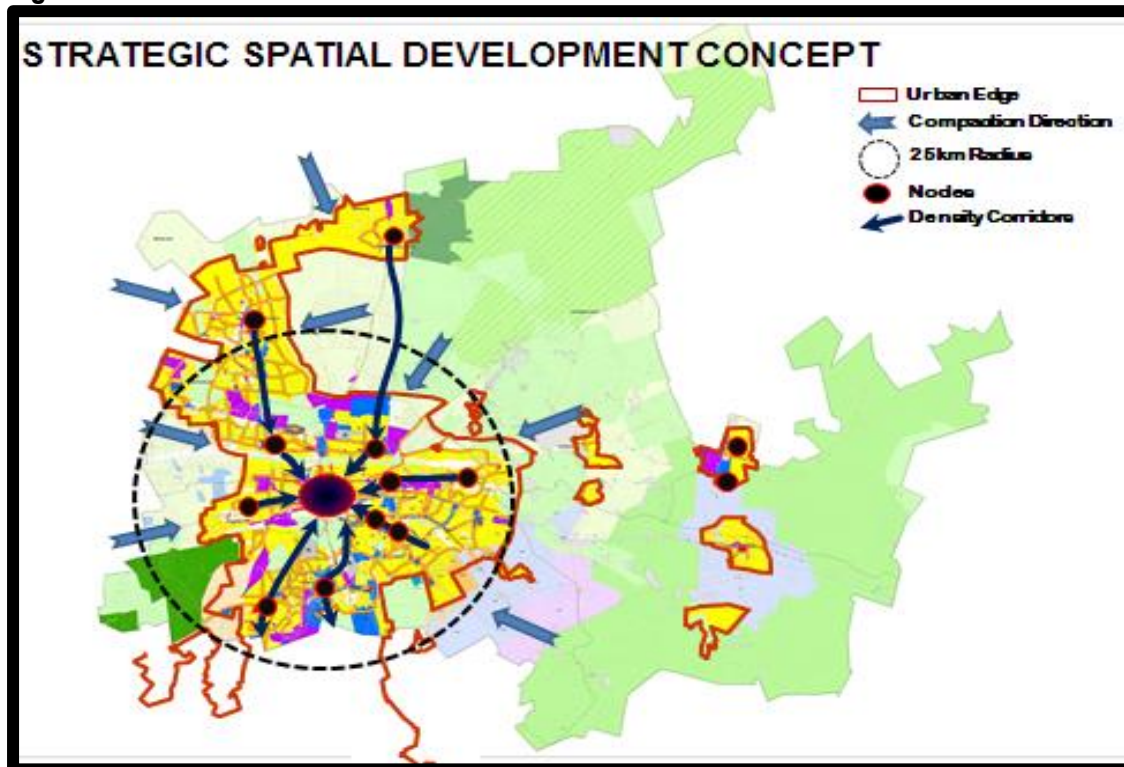 STRATEGIC SPATIAL DEVELOPMENT CONCEPT
Urban Edge
Compaction Direction
25km Radius
Nodes
Density Corridors